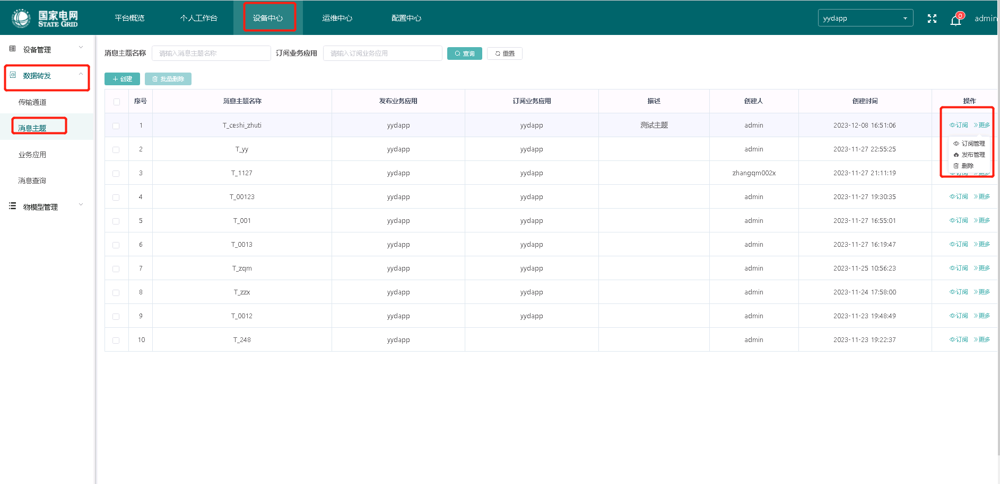 国家电网 STATE GRID 平台概览 个人工作台 设备中心 运维中心 配置中心 yydapp 0 admin
设备管理
数据转发
传输通道
消息主题
业务应用
消息查询
物模型管理
消息主题名称 请输入消息主题名称 订阅业务应用 请输入订阅业务应用 查询 重置
创建 批量删除
序号 消息主题名称 发布业务应用 订阅业务应用 描述 创建人 创建时间 操作
1 T_ceshi_zhuti yydapp yydapp 测试主题 admin 2023-12-08 16:51:06 订阅 更多
订阅管理
发布管理
删除
2 T_yy yydapp yydapp admin 2023-11-27 22:55:25
3 T_1127 yydapp yydapp zhangqm002x 2023-11-27 21:11:19 订阅 更多
4 T_00123 yydapp yydapp admin 2023-11-27 19:30:35 订阅 更多
5 T_001 yydapp yydapp admin 2023-11-27 16:55:01 订阅 更多
6 T_0013 yydapp yydapp admin 2023-11-27 16:19:47 订阅 更多
7 T_zqm yydapp yydapp admin 2023-11-25 10:56:23 订阅 更多
8 T_zzx yydapp yydapp admin 2023-11-24 17:58:00 订阅 更多
9 T_0012 yydapp yydapp admin 2023-11-23 19:48:49 订阅 更多
10 T_248 yydapp admin 2023-11-23 19:22:37 订阅 更多